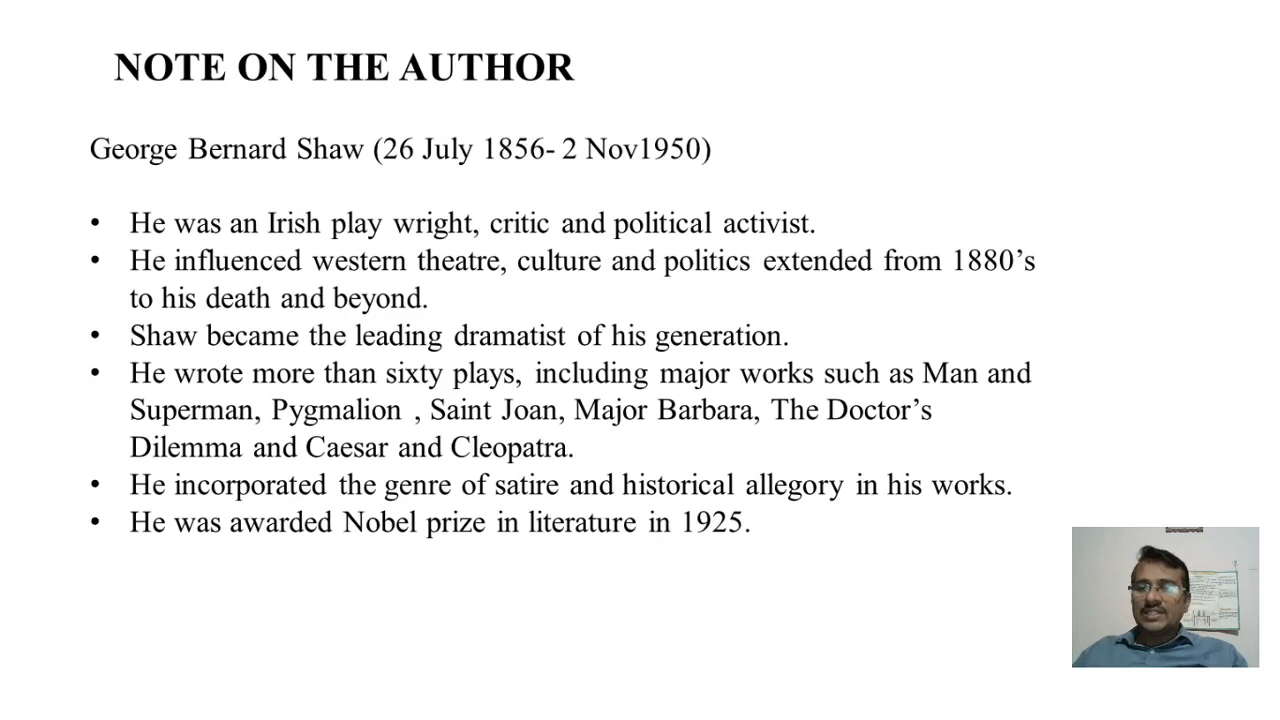 NOTE ON THE AUTHOR
George Bernard Shaw (26 July 1856- 2 Nov1950)
• He was an Irish play wright, critic and political activist.
• He influenced western theatre, culture and politics extended from 1880’s
to his death and beyond.
• Shaw became the leading dramatist of his generation.
• He wrote more than sixty plays, including major works such as Man and
Superman, Pygmalion , Saint Joan, Major Barbara, The Doctor’s
Dilemma and Caesar and Cleopatra.
• He incorporated the genre of satire and historical allegory in his works.
• He was awarded Nobel prize in literature in 1925.